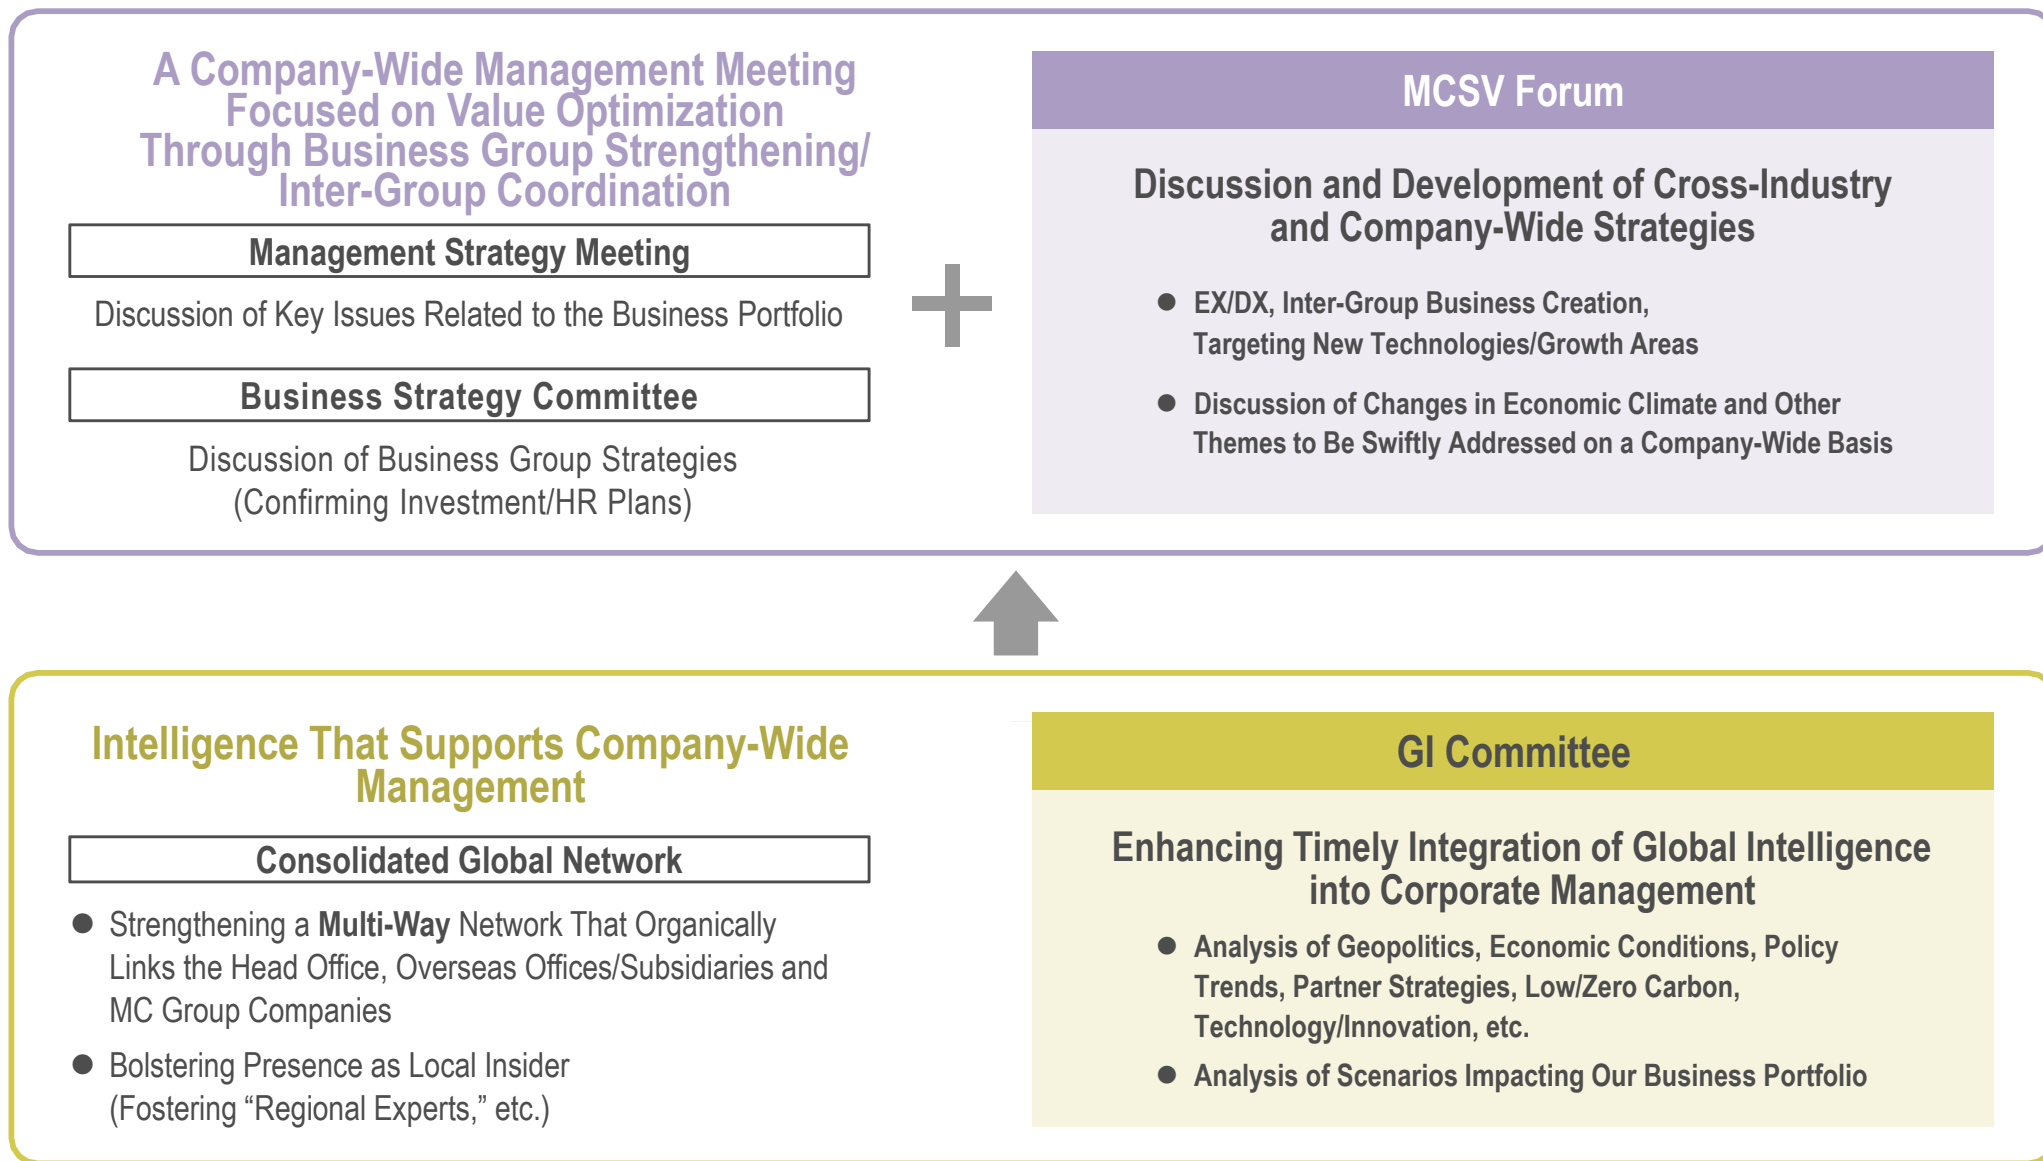 A Company-Wide Management Meeting
Focused on Value Optimization
Through Business Group Strengthening/
Inter-Group Coordination
Management Strategy Meeting
Discussion of Key Issues Related to the Business Portfolio
Business Strategy Committee
Discussion of Business Group Strategies
(Confirming Investment/HR Plans)
MCSV Forum
Discussion and Development of Cross-Industry
and Company-Wide Strategies
● EX/DX, Inter-Group Business Creation,
Targeting New Technologies/Growth Areas
● Discussion of Changes in Economic Climate and Other
Themes to Be Swiftly Addressed on a Company-Wide Basis
Intelligence That Supports Company-Wide
Management
Consolidated Global Network
● Strengthening a Multi-Way Network That Organically
Links the Head Office, Overseas Offices/Subsidiaries and
MC Group Companies
● Bolstering Presence as Local Insider
(Fostering “Regional Experts,” etc.)
GI Committee
Enhancing Timely Integration of Global Intelligence
into Corporate Management
● Analysis of Geopolitics, Economic Conditions, Policy
Trends, Partner Strategies, Low/Zero Carbon,
Technology/Innovation, etc.
● Analysis of Scenarios Impacting Our Business Portfolio